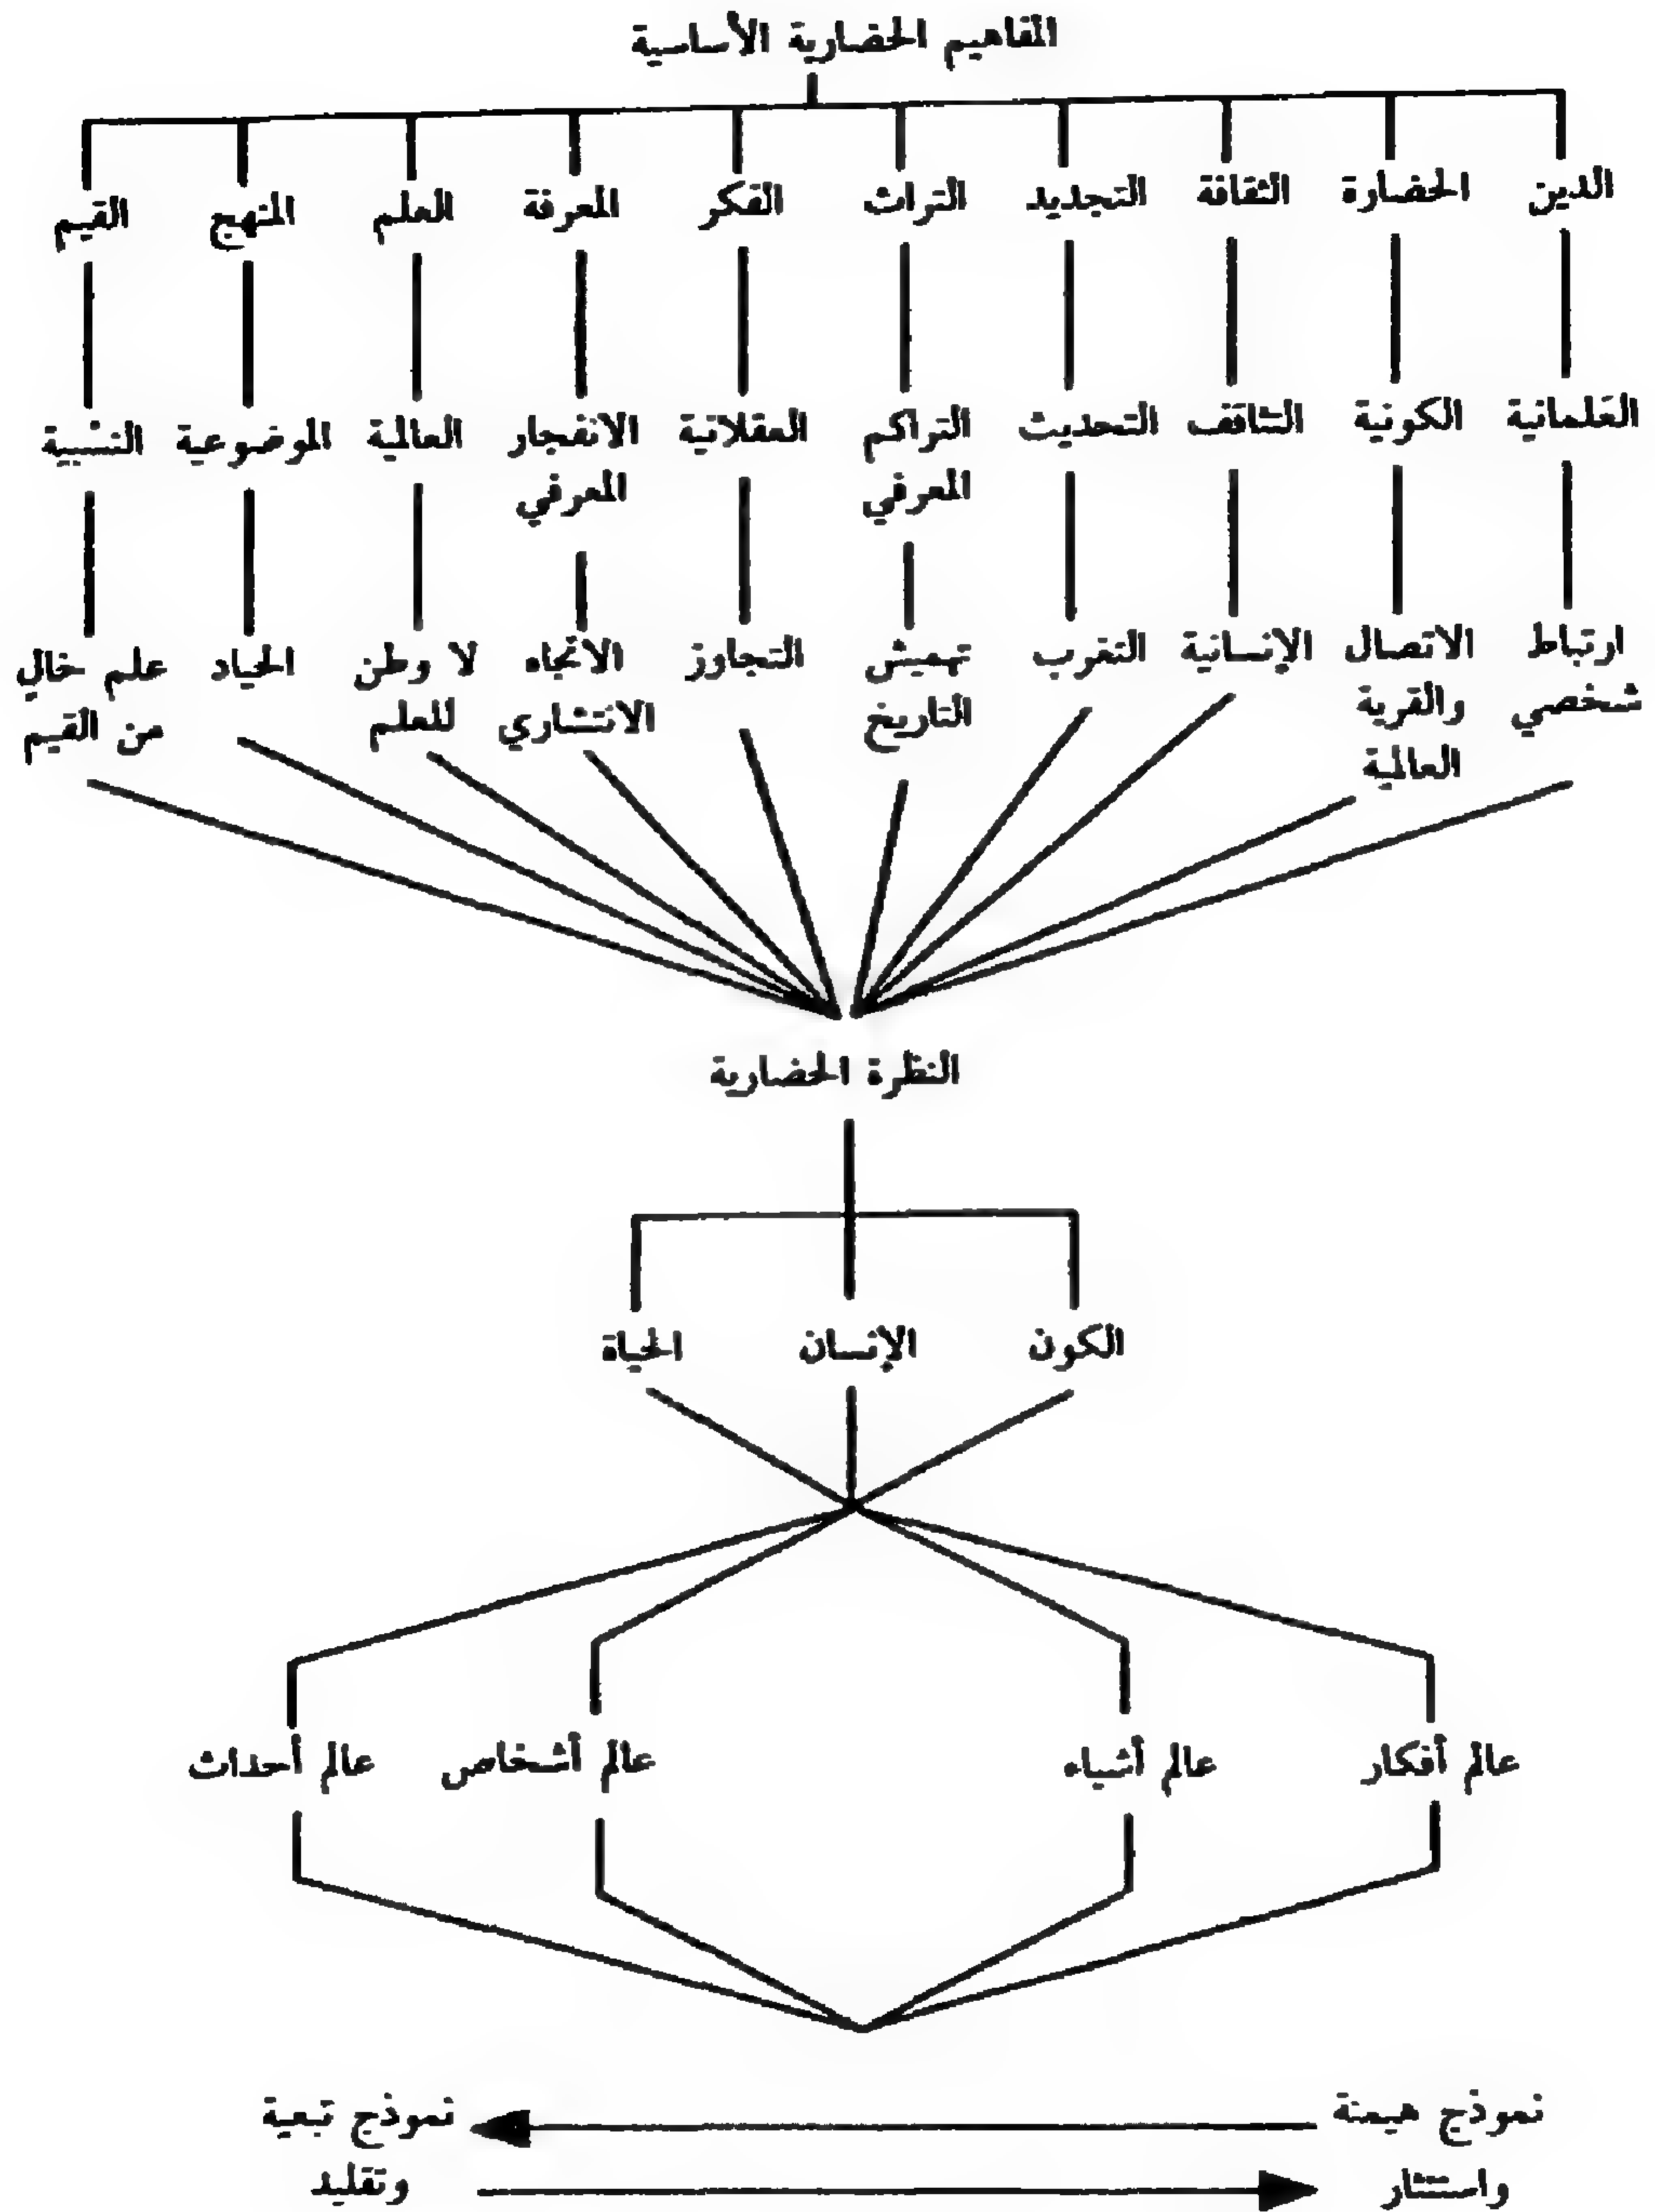 المفاهيم الحضارية الأساسية
الدين
الحضارة
الثقافة
التجديد
التراث
الفكر
المعرفة
العلم
المنهج
القيم
العلمانية
الكونية
التثاقف
التحديث
التراكم
المعرفي
العقلانية
الانفجار
المعرفي
العالمية
الموضوعية
النسبية
ارتباط
شخصي
الاتصال
والقرية
العالمية
الإنسانية
التغرب
تهميش
التاريخ
التجاوز
الاتجاه
الانتشاري
لا وطن
للعلم
الحياد
علم خالي
من القيم
النظرة الحضارية
الكون
الإنسان
الحياة
عالم أفكار
عالم أشياء
عالم أشخاص
عالم أحداث
نموذج هيمنة
واستئثار
نموذج تبعية
وتقليد